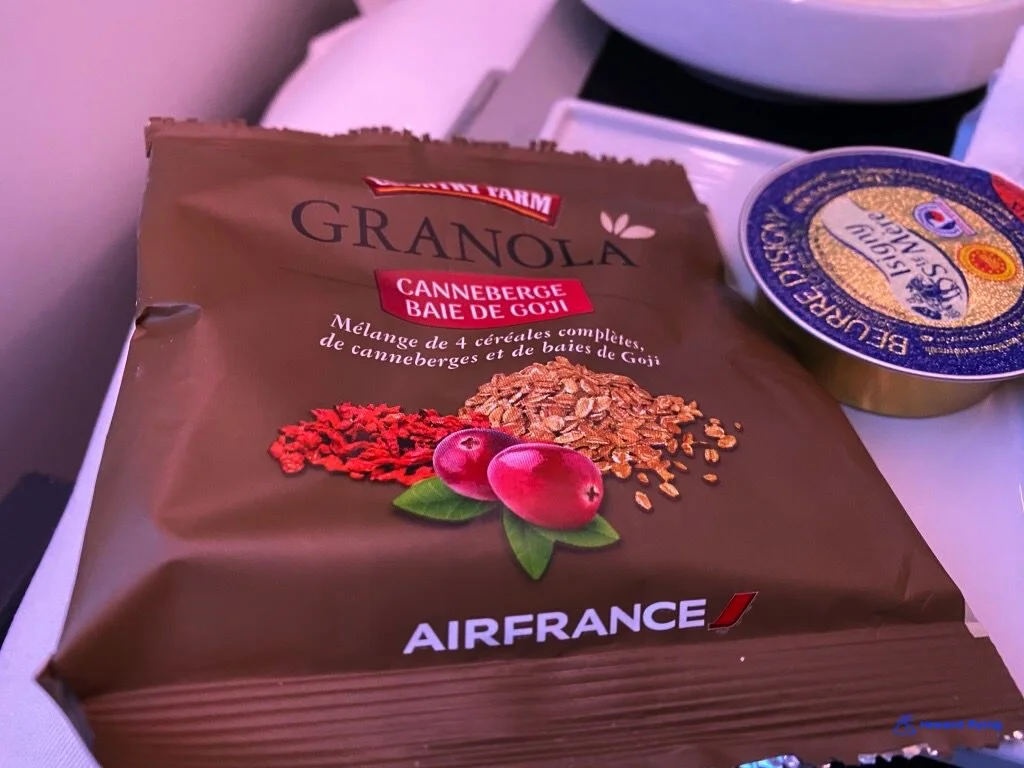 COUNTRY FARM
GRANOLA
CANNEBERGE
BAIE DE GOJI
Mélange de 4 céréales complètes,
de canneberges et de baies de Goji
AIRFRANCE
BEURRE D'ISIGNY
Isigny
Ste Mère